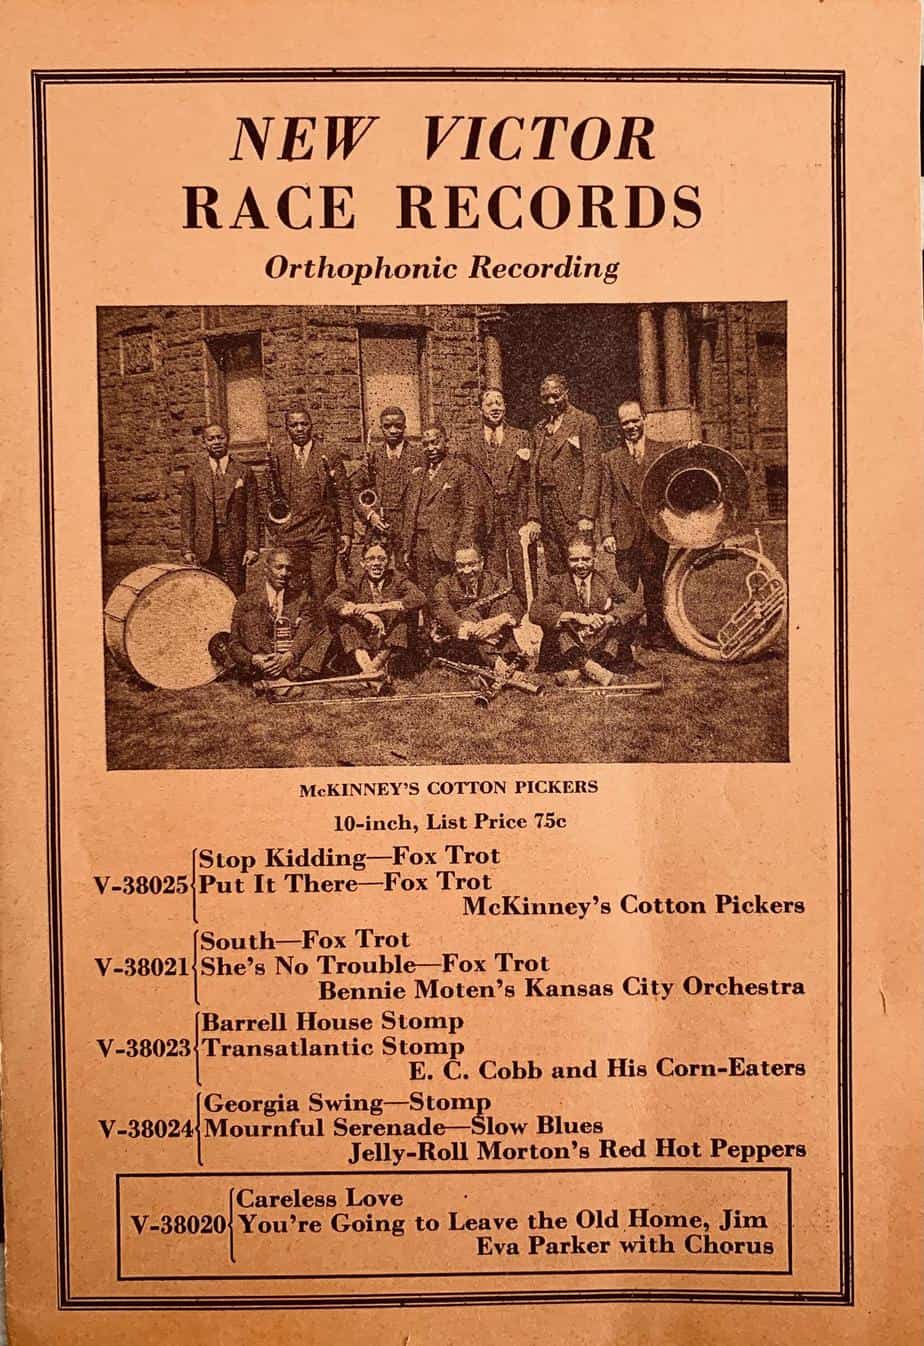 NEW VICTOR
RACE RECORDS
Orthophonic Recording
McKINNEY'S COTTON PICKERS
10-inch, List Price 75c
Stop Kidding—Fox Trot
V-38025 Put It There—Fox Trot
McKinney's Cotton Pickers
South—Fox Trot
V-38021 She's No Trouble—Fox Trot
Bennie Moten's Kansas City Orchestra
Barrell House Stomp
V-38023 Transatlantic Stomp
E. C. Cobb and His Corn-Eaters
Georgia Swing—Stomp
V-38024 Mournful Serenade—Slow Blues
Jelly-Roll Morton's Red Hot Peppers
Careless Love
V-38020 You're Going to Leave the Old Home, Jim
Eva Parker with Chorus